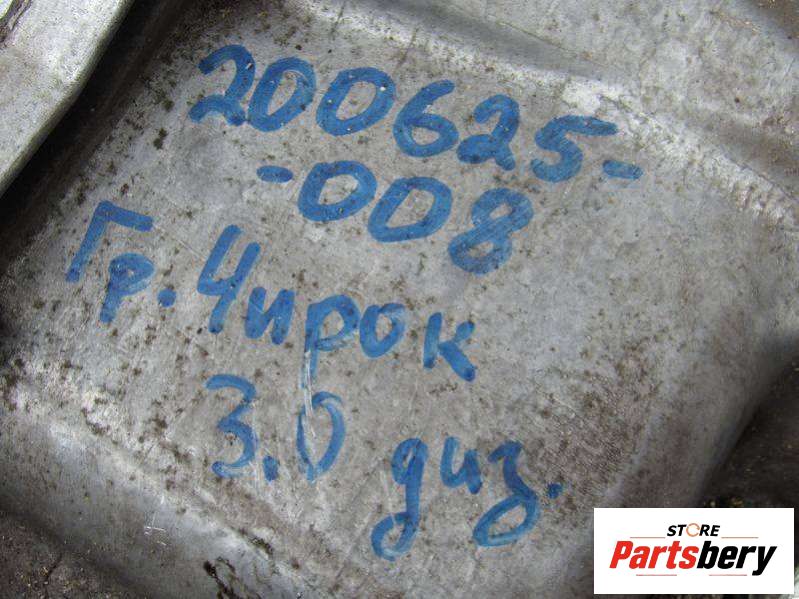 200625-
-008
Гр. Чирок
3.0 диз.
STORE
Partsbery